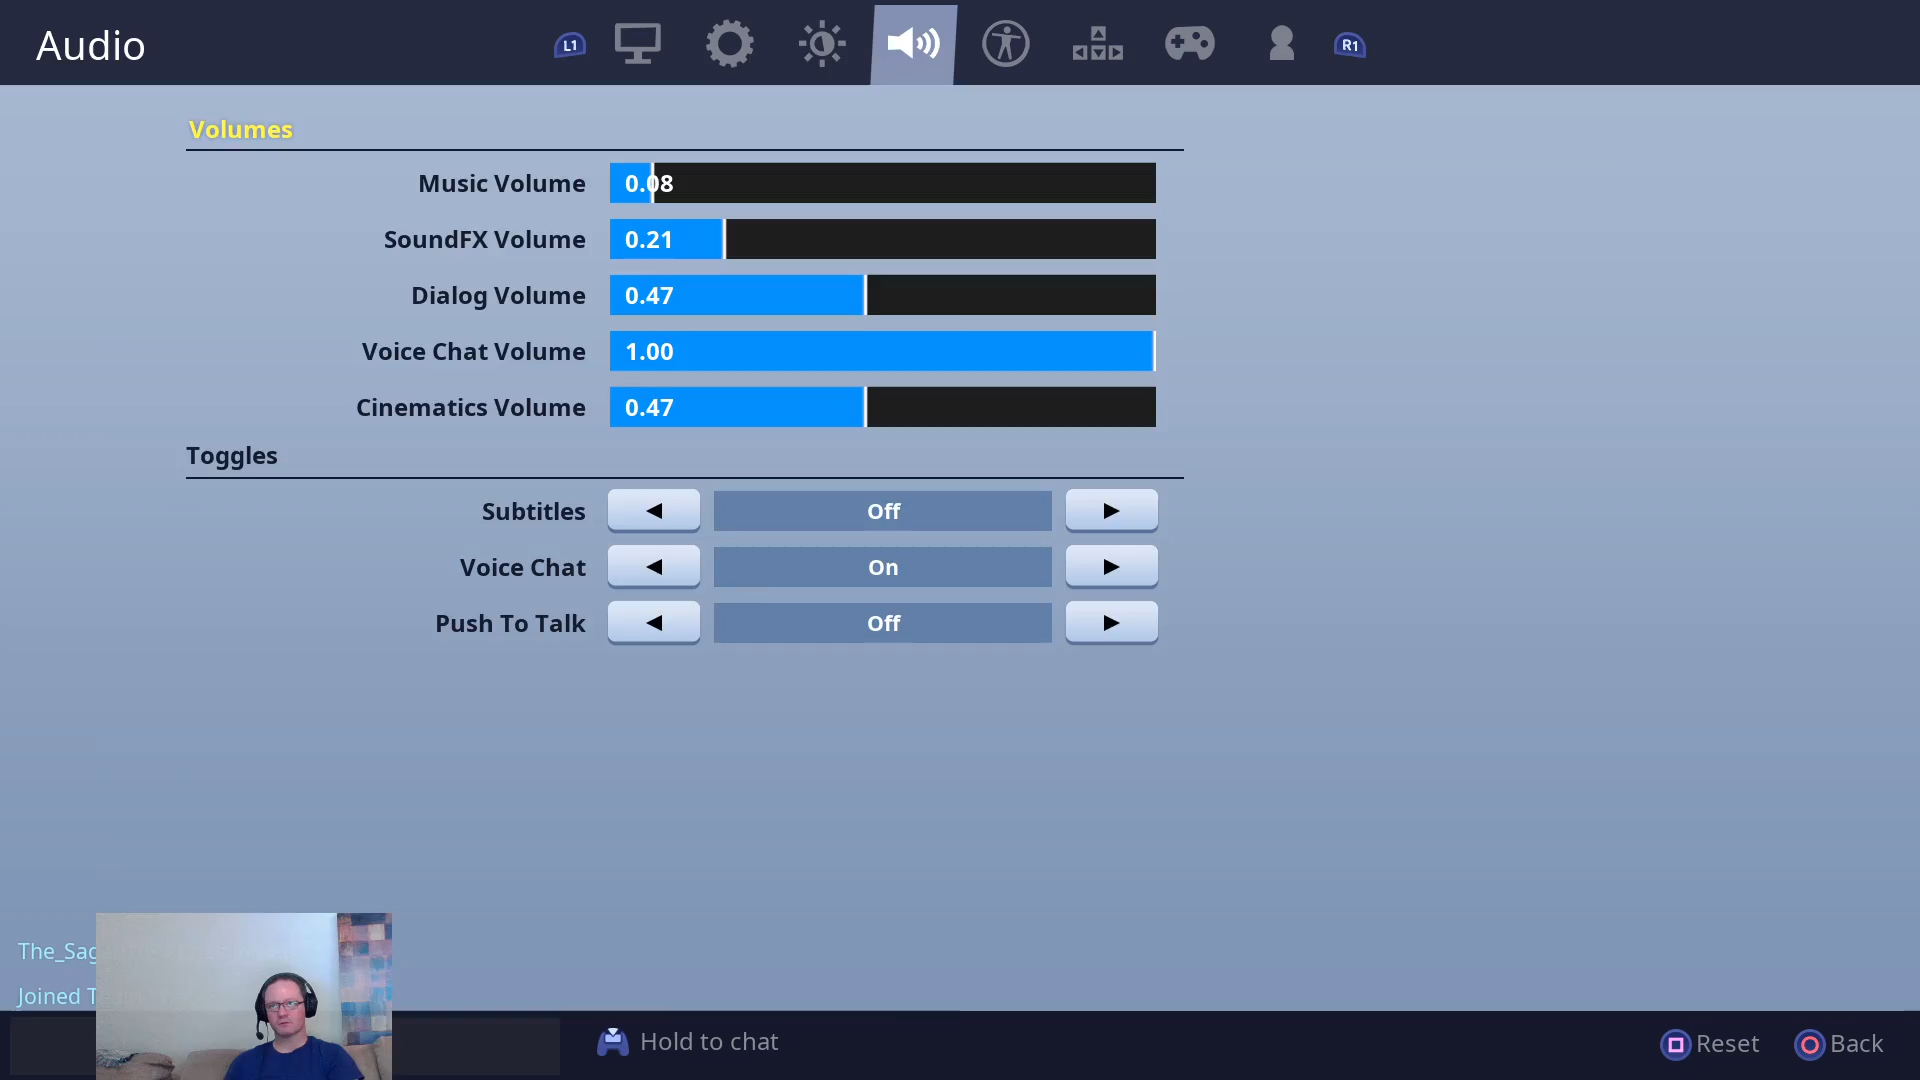 Audio
L1
R1
Volumes
Music Volume
0.08
SoundFX Volume
0.21
Dialog Volume
0.47
Voice Chat Volume
1.00
Cinematics Volume
0.47
Toggles
Subtitles
Off
Voice Chat
On
Push To Talk
Off
Joined
Hold to chat
Reset
Back